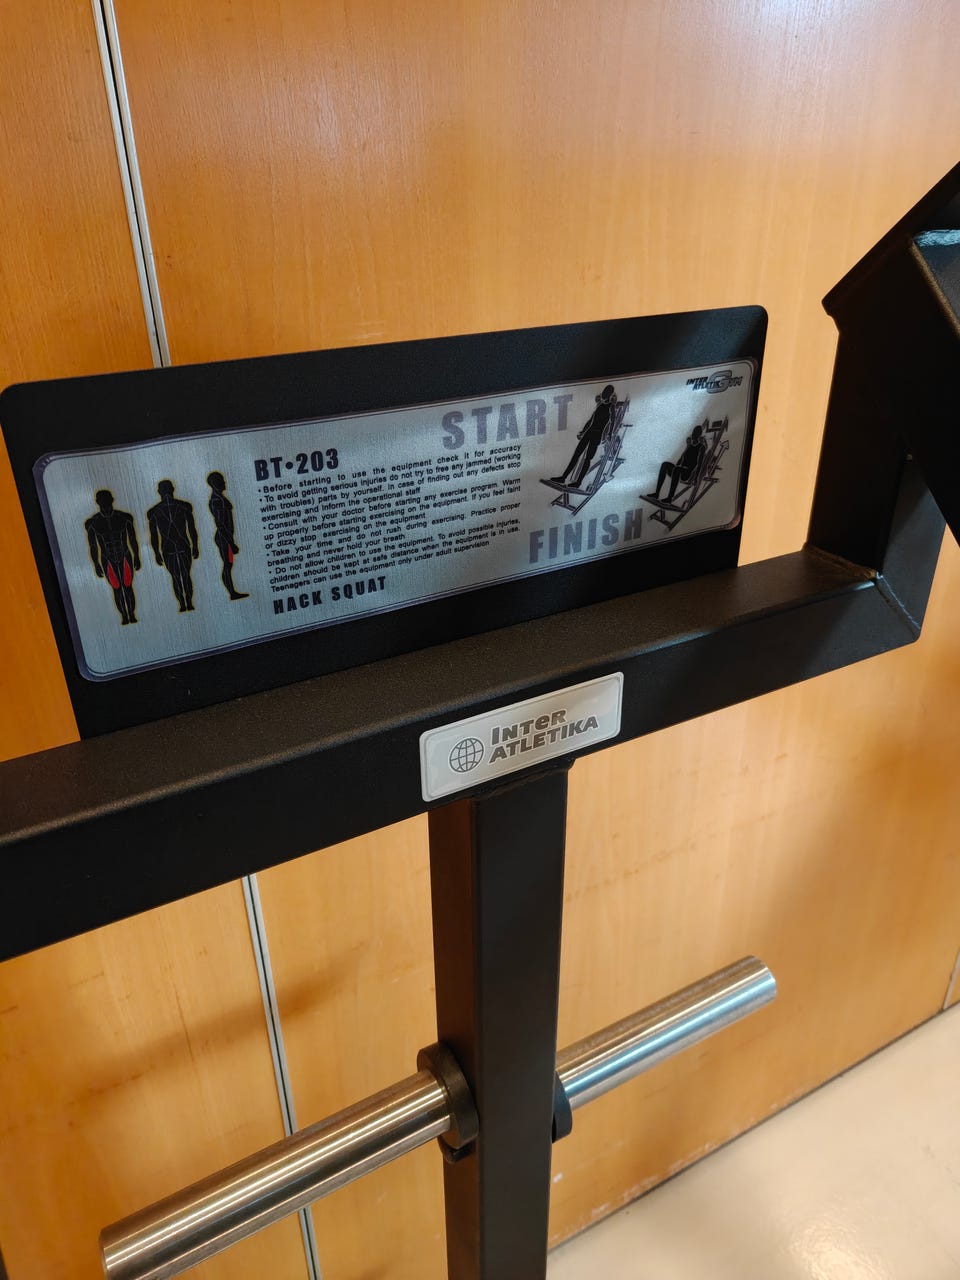 START
INTER
ATLETIK GYM
BT•203
• Before starting to use the equipment check it for accuracy
• To avoid getting serious injuries do not try to free any jammed (working
with troubles) parts by yourself. In case of finding out any defects stop
exercising and inform the operational staff
• Consult with your doctor before starting any exercise program. Warm
up properly before starting exercising on the equipment. If you feel faint
or dizzy stop exercising on the equipment
• Take your time and do not rush during exercising. Practice proper
breathing and never hold your breath
• Do not allow children to use the equipment. To avoid possible injuries,
children should be kept at safe distance when the equipment is in use.
Teenagers can use the equipment only under adult supervision
HACK SQUAT
FINISH
INTER
ATLETIKA